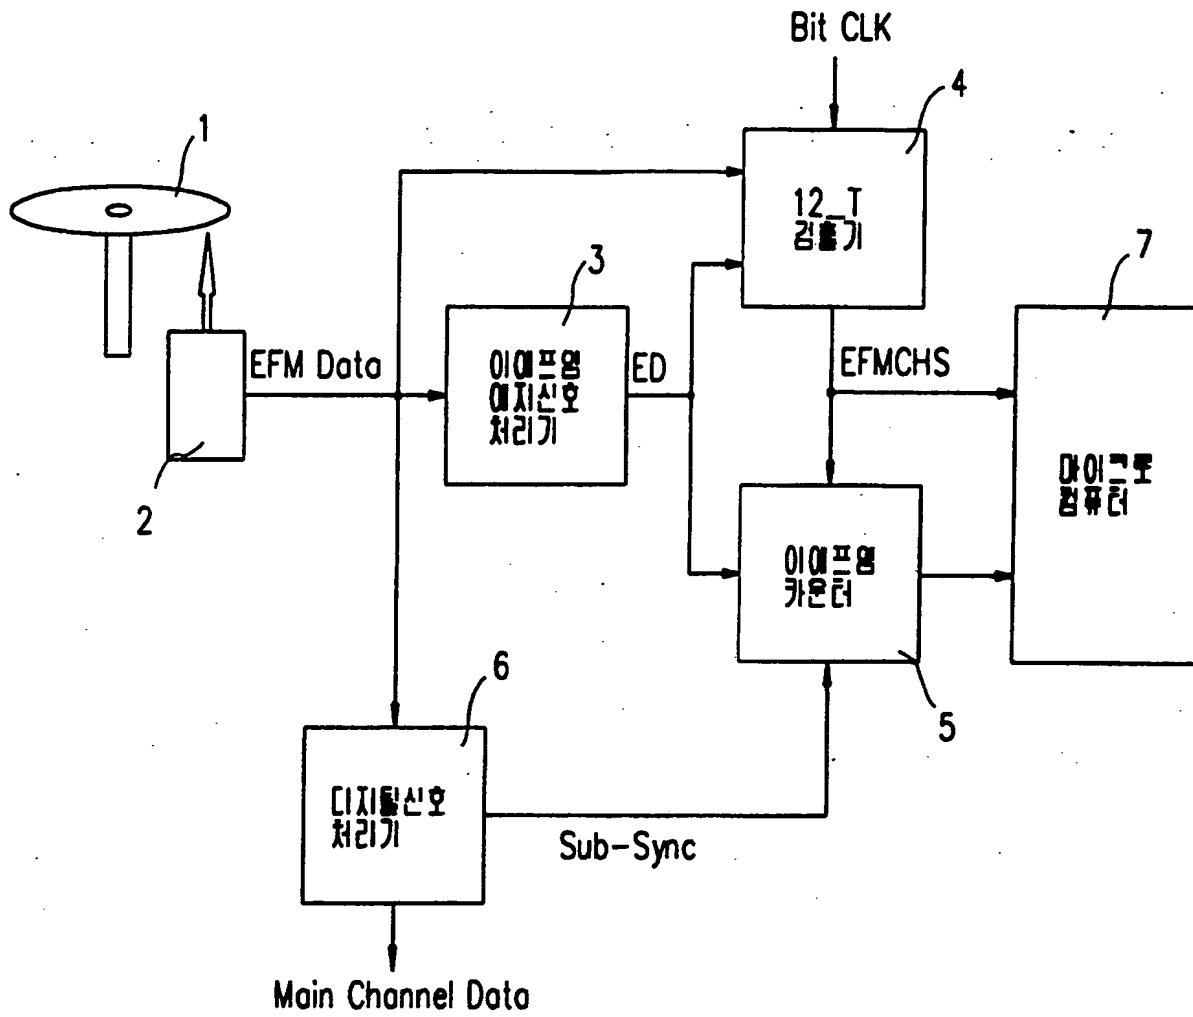 Bit CLK
4
1
12_T
검출기
3
7
EFM Data
이에프엠
에지신호
처리기
ED
EFMCHS
마이크로
컴퓨터
2
이에프엠
카운터
6
5
디지탈신호
처리기
Sub-Sync
Main Channel Data